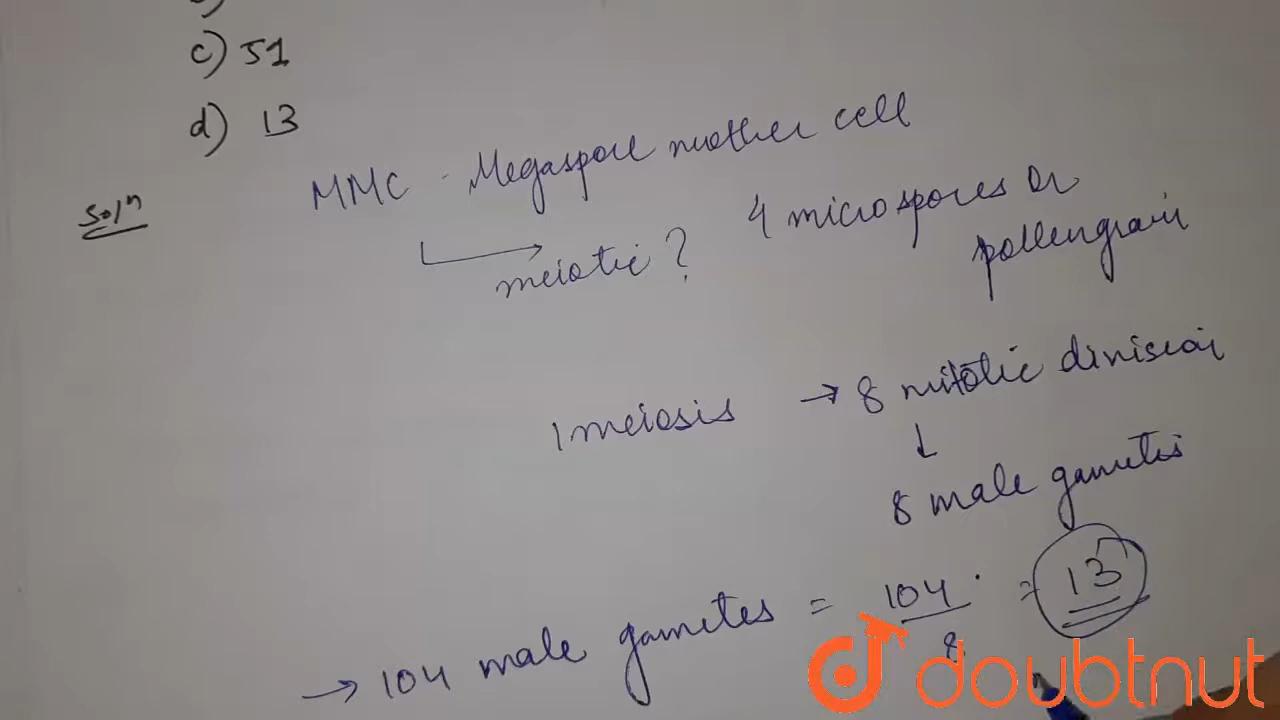 c) 51
d) 13
Solⁿ
MMC - Megaspore mother cell
meiotic? 4 microspores or
pollengrain
1 meiosis → 8 mitotic division
↓
8 male gametes
→ 104 male gametes = 104/8 = 13
doubtnut